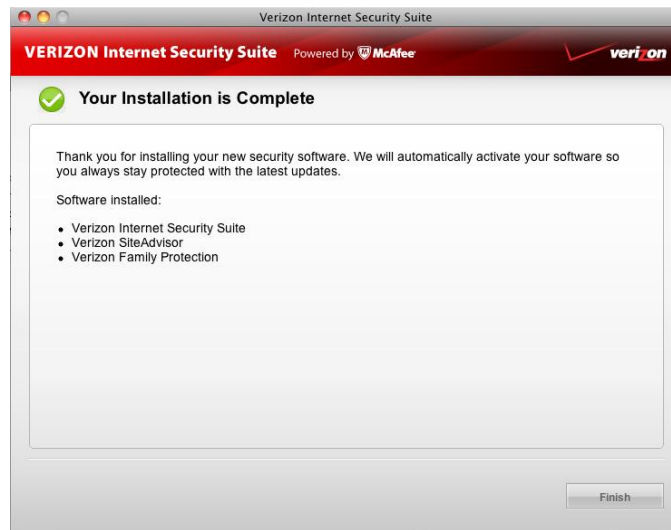 Verizon Internet Security Suite
VERIZON Internet Security Suite Powered by McAfee verizon
Your Installation is Complete
Thank you for installing your new security software. We will automatically activate your software so
you always stay protected with the latest updates.
Software installed:
• Verizon Internet Security Suite
• Verizon SiteAdvisor
• Verizon Family Protection
Finish